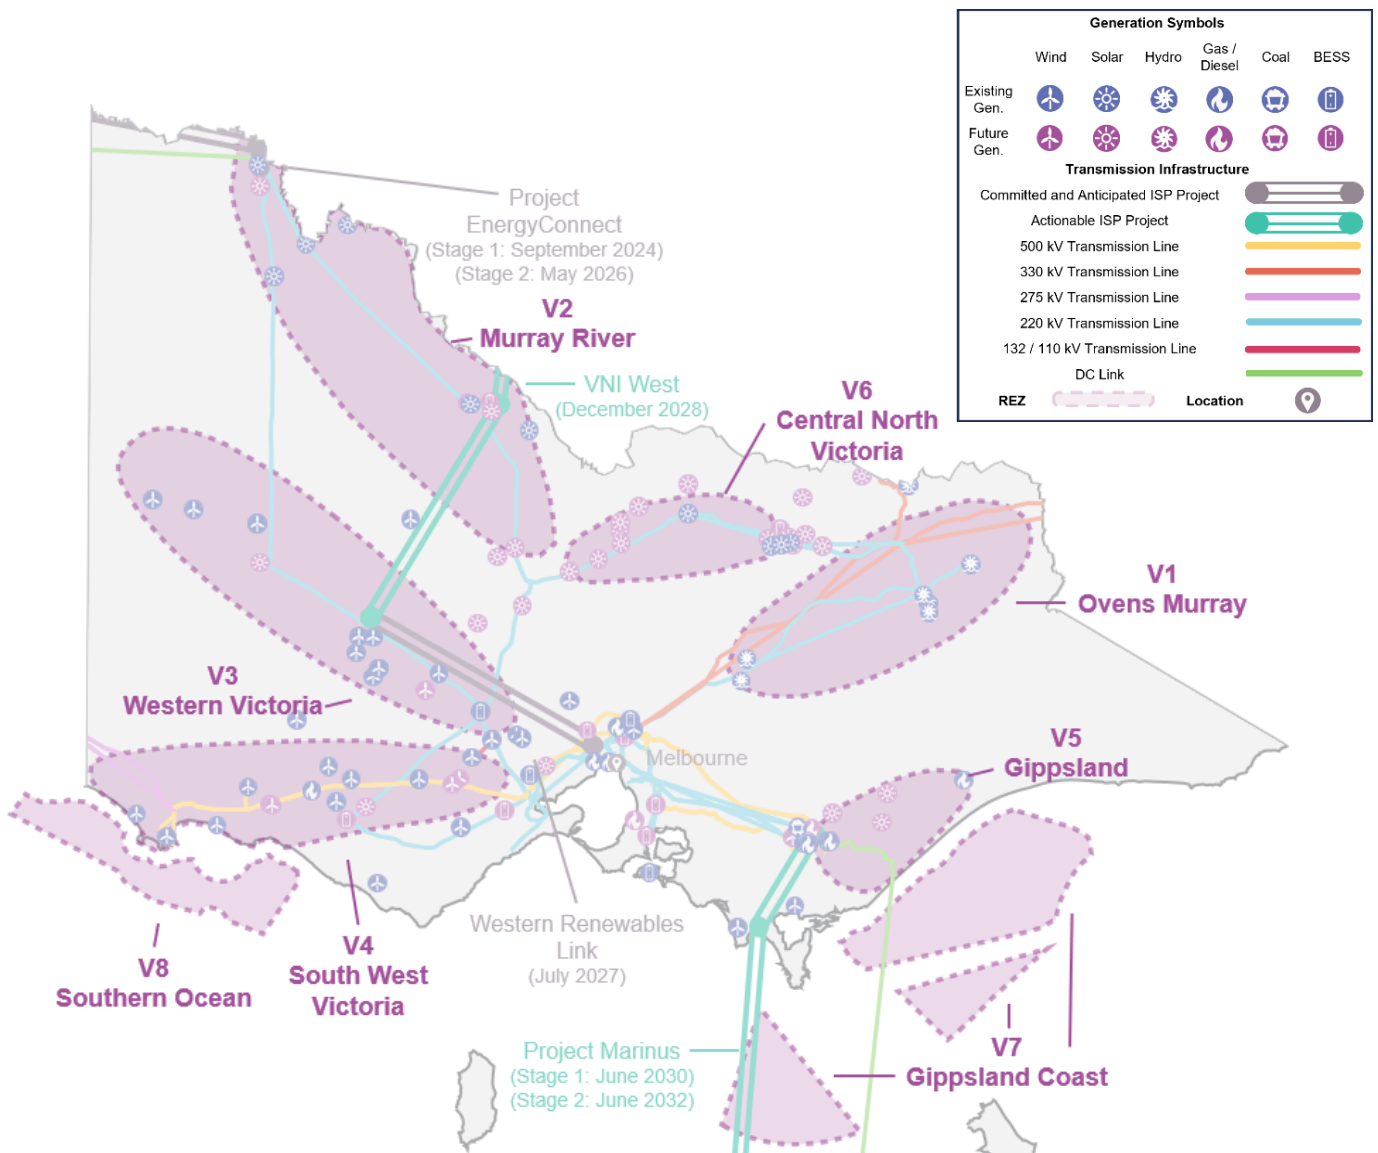 Generation Symbols
Wind Solar Hydro Gas / Diesel Coal BESS
Existing Gen.
Future Gen.
Transmission Infrastructure
Committed and Anticipated ISP Project
Actionable ISP Project
500 kV Transmission Line
330 kV Transmission Line
275 kV Transmission Line
220 kV Transmission Line
132 / 110 kV Transmission Line
DC Link
REZ Location
Project
EnergyConnect
(Stage 1: September 2024)
(Stage 2: May 2026)
V2
Murray River
VNI West
(December 2028)
V6
Central North
Victoria
V1
Ovens Murray
V3
Western Victoria
V5
Gippsland
Melbourne
Western Renewables
Link
(July 2027)
V4
South West
Victoria
V8
Southern Ocean
Project Marinus
(Stage 1: June 2030)
(Stage 2: June 2032)
V7
Gippsland Coast